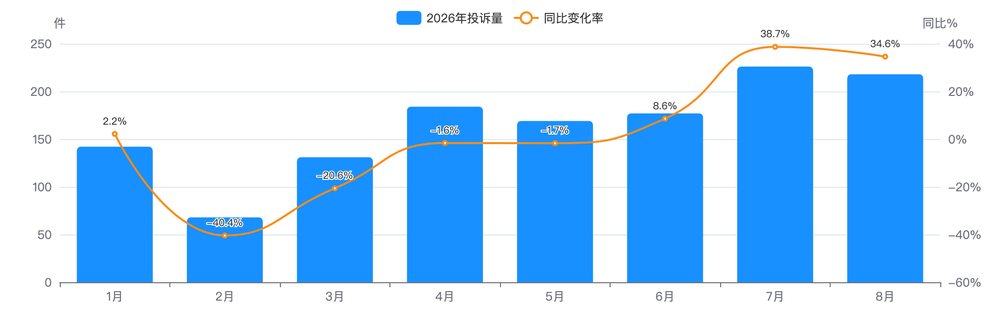 2026年投诉量 同比变化率
件 同比%
250 38.7% 34.6% 40%
200 20%
2.2% –1.6% –1.7% 8.6%
150 0%
–20.6%
100 –20%
–40.4%
50 –40%
0 –60%
1月 2月 3月 4月 5月 6月 7月 8月